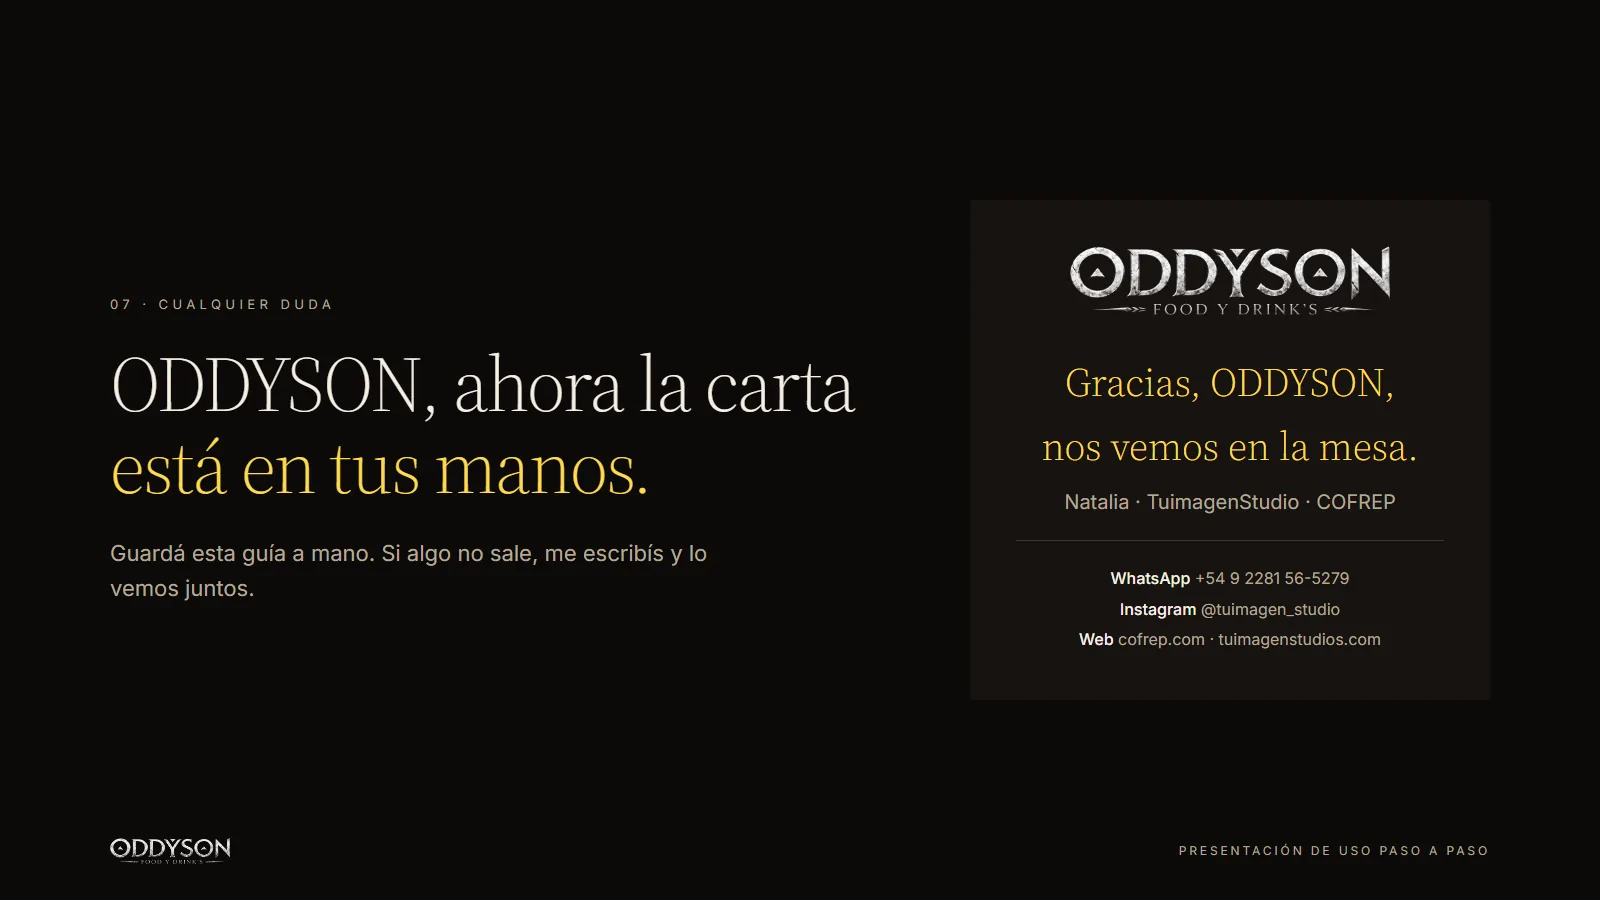 07 · CUALQUIER DUDA
ODDYSON, ahora la carta
está en tus manos.
Guardá esta guía a mano. Si algo no sale, me escribís y lo
vemos juntos.
ODDYSON
FOOD Y DRINK'S
Gracias, ODDYSON,
nos vemos en la mesa.
Natalia · TuimagenStudio · COFREP
WhatsApp +54 9 2281 56-5279
Instagram @tuimagen_studio
Web cofrep.com · tuimagenstudios.com
ODDYSON
FOOD Y DRINK'S
PRESENTACIÓN DE USO PASO A PASO